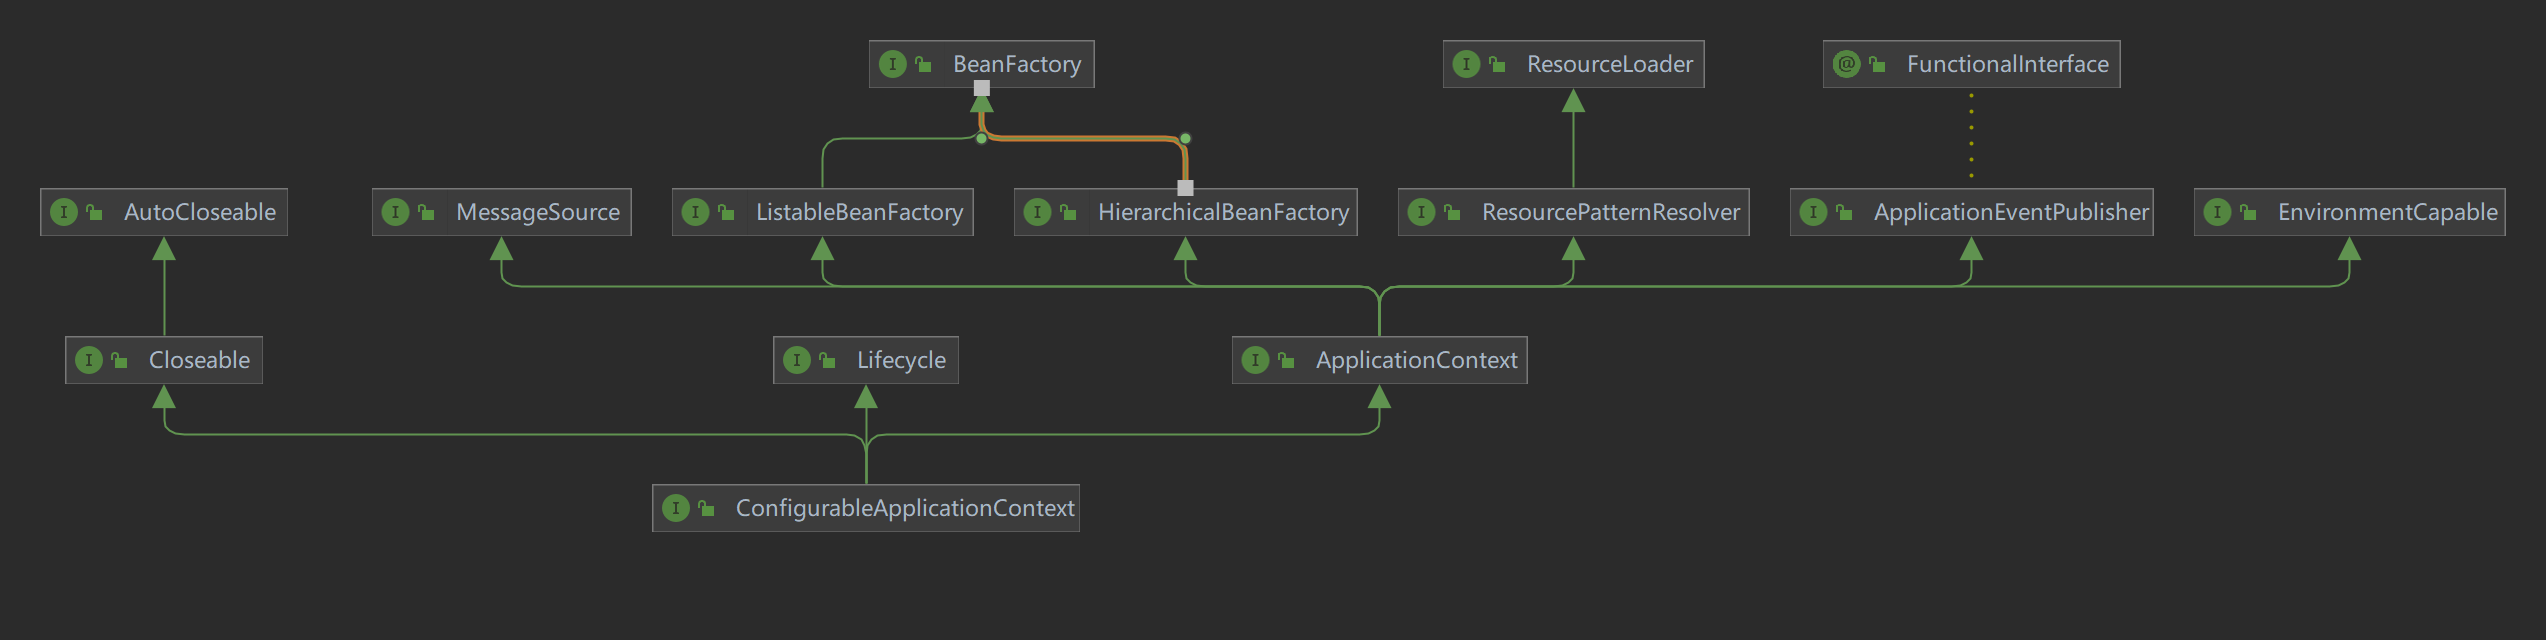 BeanFactory
ResourceLoader
@ FunctionalInterface
I AutoCloseable
I MessageSource
I ListableBeanFactory
I HierarchicalBeanFactory
I ResourcePatternResolver
I ApplicationEventPublisher
I EnvironmentCapable
I Closeable
I Lifecycle
I ApplicationContext
I ConfigurableApplicationContext